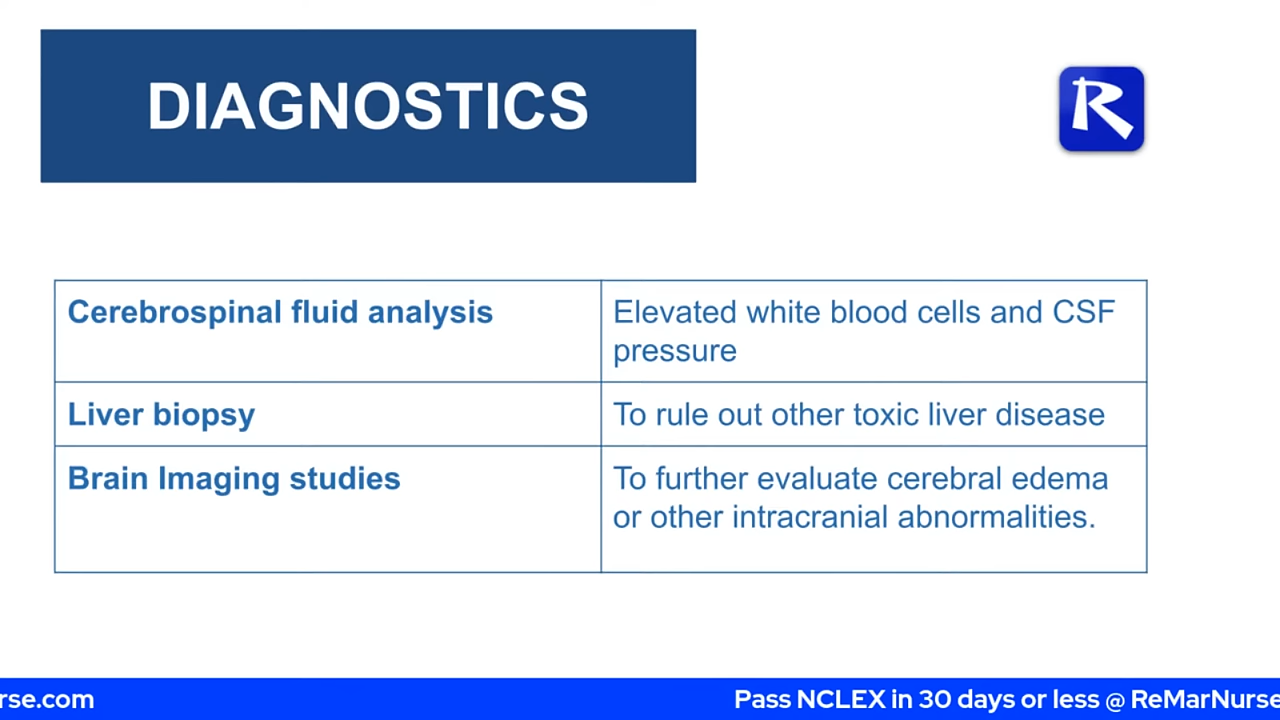 DIAGNOSTICS
R
Cerebrospinal fluid analysis
Elevated white blood cells and CSF
pressure
Liver biopsy
To rule out other toxic liver disease
Brain Imaging studies
To further evaluate cerebral edema
or other intracranial abnormalities.
rse.com
Pass NCLEX in 30 days or less @ ReMarNurse